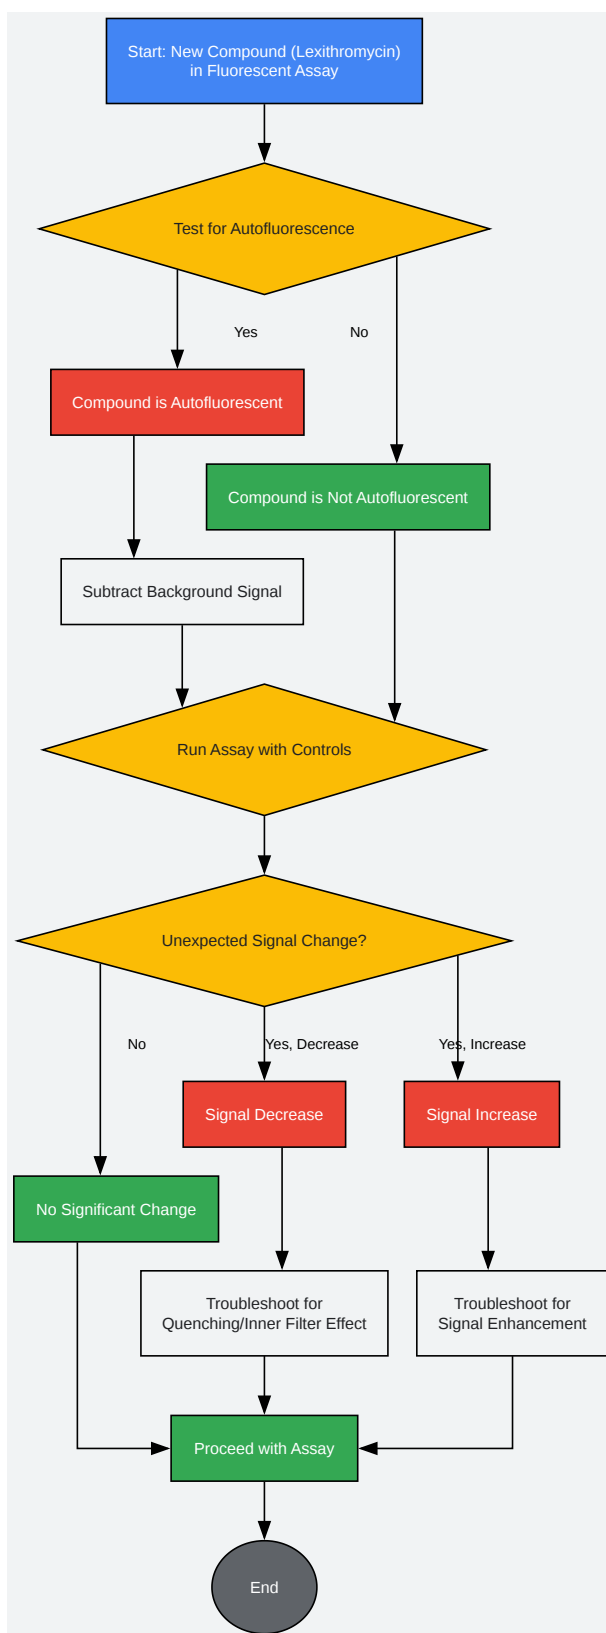 Start: New Compound (Lexithromycin)
in Fluorescent Assay
Test for Autofluorescence
Yes
No
Compound is Autofluorescent
Compound is Not Autofluorescent
Subtract Background Signal
Run Assay with Controls
Unexpected Signal Change?
No
Yes, Decrease
Yes, Increase
Signal Decrease
Signal Increase
No Significant Change
Troubleshoot for
Quenching/Inner Filter Effect
Troubleshoot for
Signal Enhancement
Proceed with Assay
End